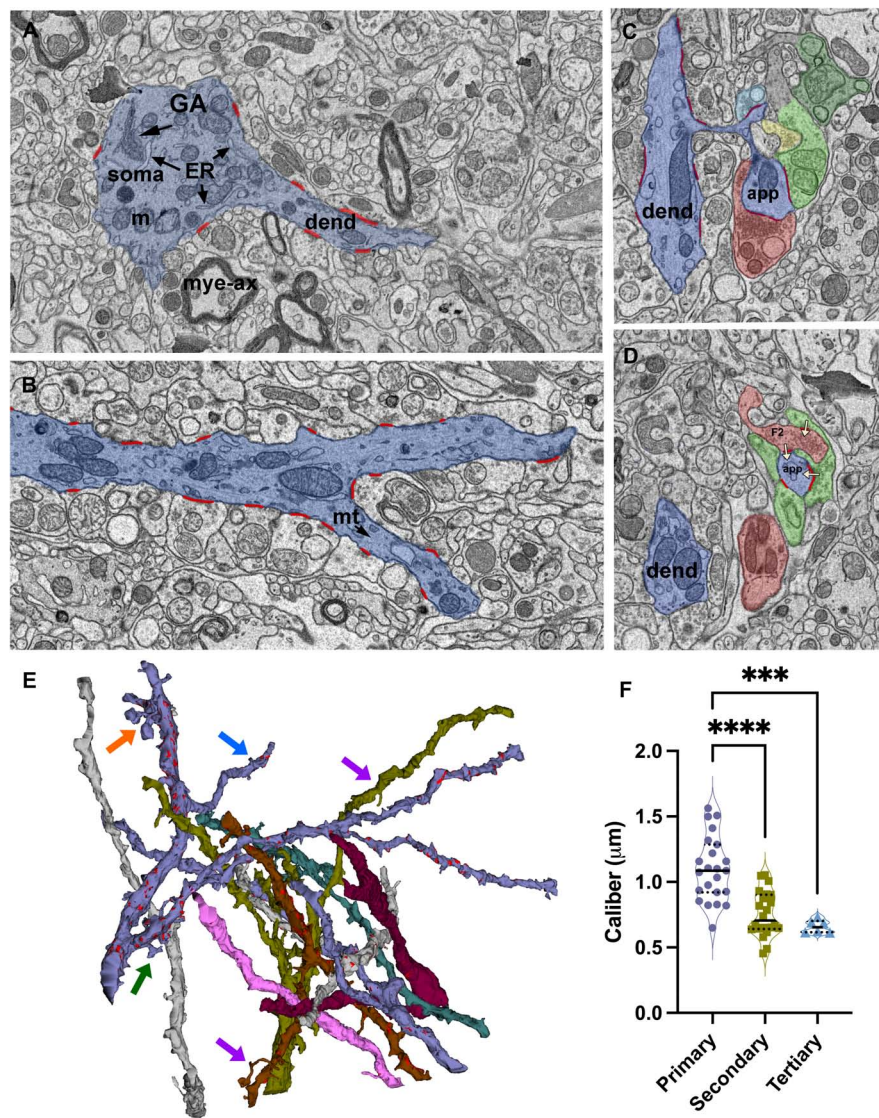 A
GA
soma
ER
m
dend
mye-ax
B
mt
C
dend
app
D
F2
app
dend
E
F
***
****
2.0
1.5
1.0
0.5
0.0
Caliber (μm)
Primary
Secondary
Tertiary